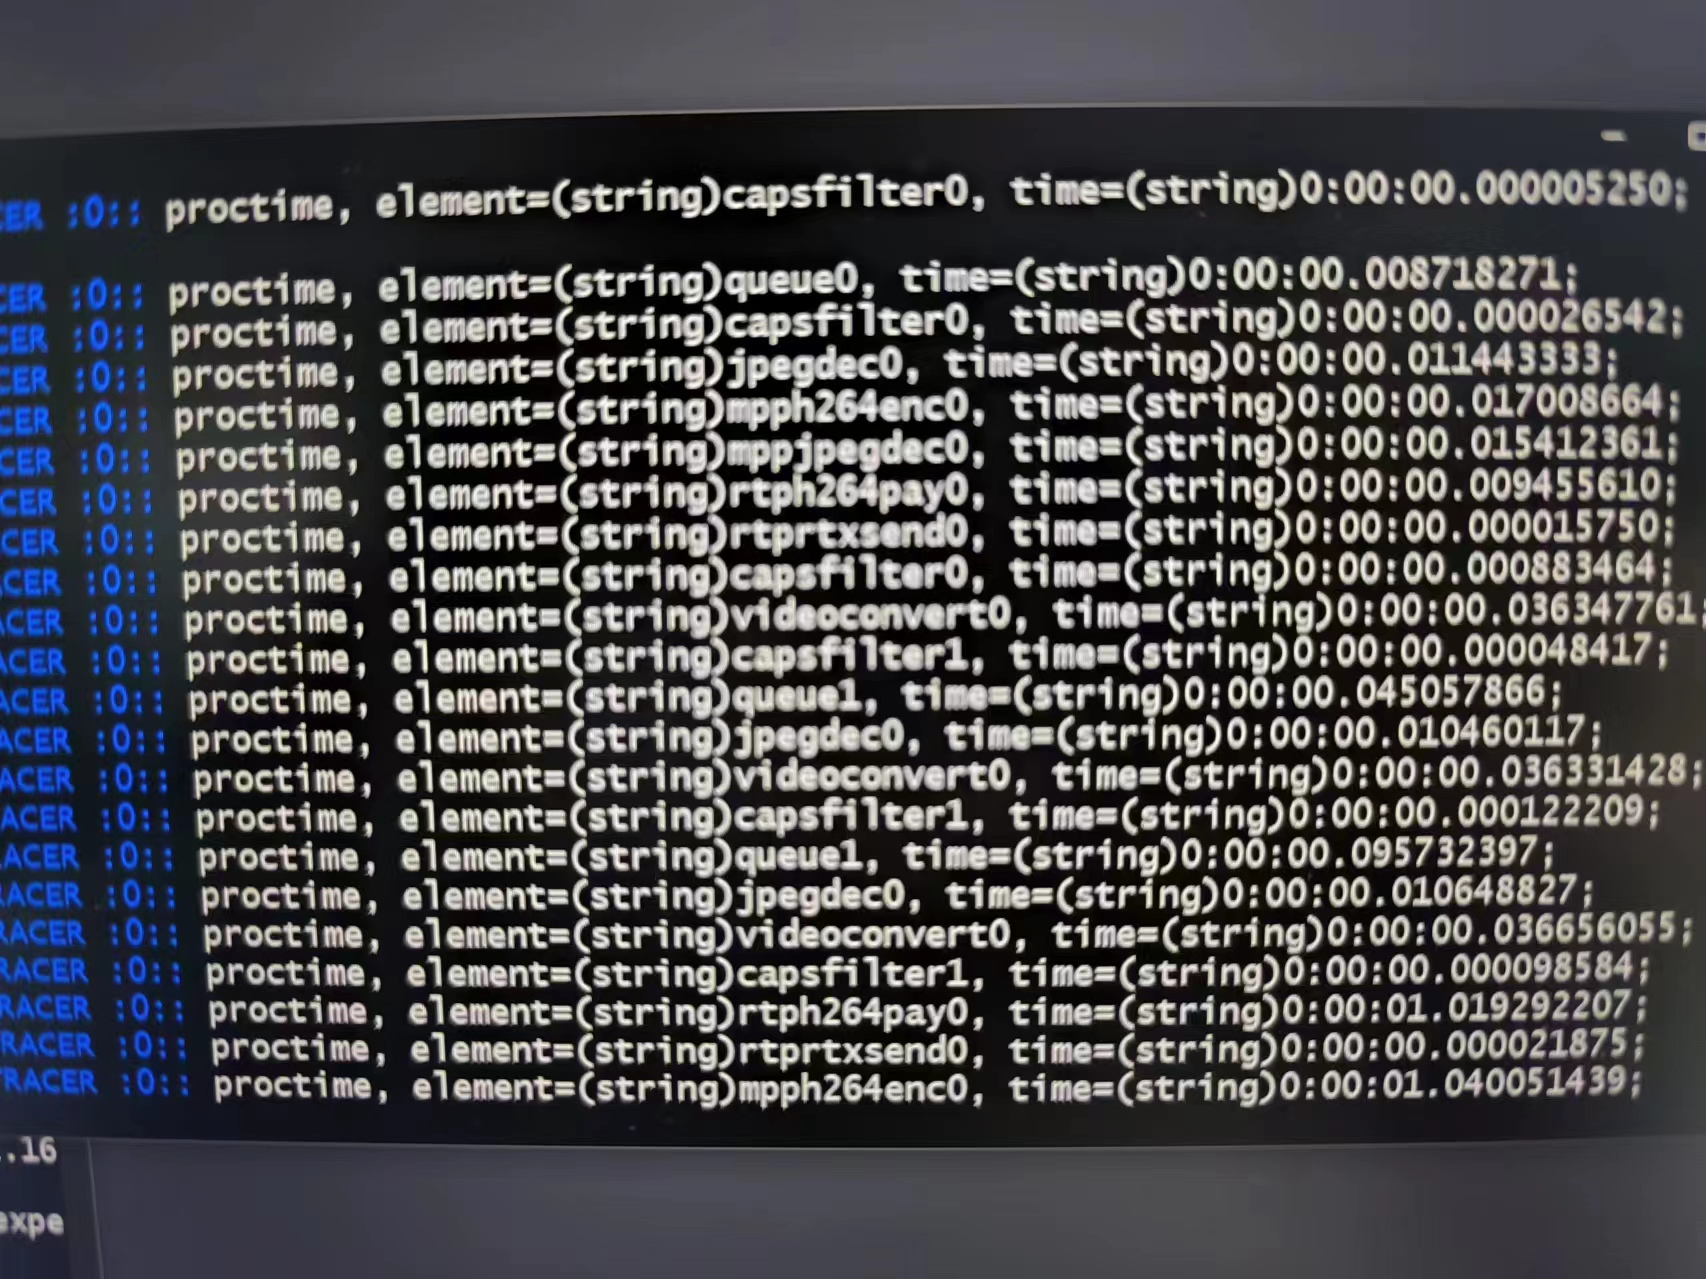 CER :0:: proctime, element=(string)capsfilter0, time=(string)0:00:00.000005250;
CER :0:: proctime, element=(string)queue0, time=(string)0:00:00.008718271;
CER :0:: proctime, element=(string)capsfilter0, time=(string)0:00:00.000026542;
CER :0:: proctime, element=(string)jpegdec0, time=(string)0:00:00.011443333;
CER :0:: proctime, element=(string)mpph264enc0, time=(string)0:00:00.017008664;
CER :0:: proctime, element=(string)mppjpegdec0, time=(string)0:00:00.015412361;
CER :0:: proctime, element=(string)rtph264pay0, time=(string)0:00:00.009455610;
CER :0:: proctime, element=(string)rtprtxsend0, time=(string)0:00:00.000015750;
ACER :0:: proctime, element=(string)capsfilter0, time=(string)0:00:00.000883464;
ACER :0:: proctime, element=(string)videoconvert0, time=(string)0:00:00.036347761;
ACER :0:: proctime, element=(string)capsfilter1, time=(string)0:00:00.000048417;
ACER :0:: proctime, element=(string)queue1, time=(string)0:00:00.045057866;
ACER :0:: proctime, element=(string)jpegdec0, time=(string)0:00:00.010460117;
ACER :0:: proctime, element=(string)videoconvert0, time=(string)0:00:00.036331428;
ACER :0:: proctime, element=(string)capsfilter1, time=(string)0:00:00.000122209;
RACER :0:: proctime, element=(string)queue1, time=(string)0:00:00.095732397;
RACER :0:: proctime, element=(string)jpegdec0, time=(string)0:00:00.010648827;
RACER :0:: proctime, element=(string)videoconvert0, time=(string)0:00:00.036656055;
RACER :0:: proctime, element=(string)capsfilter1, time=(string)0:00:00.000098584;
RACER :0:: proctime, element=(string)rtph264pay0, time=(string)0:00:01.019292207;
RACER :0:: proctime, element=(string)rtprtxsend0, time=(string)0:00:00.000021875;
TRACER :0:: proctime, element=(string)mpph264enc0, time=(string)0:00:01.040051439;
.16
expe